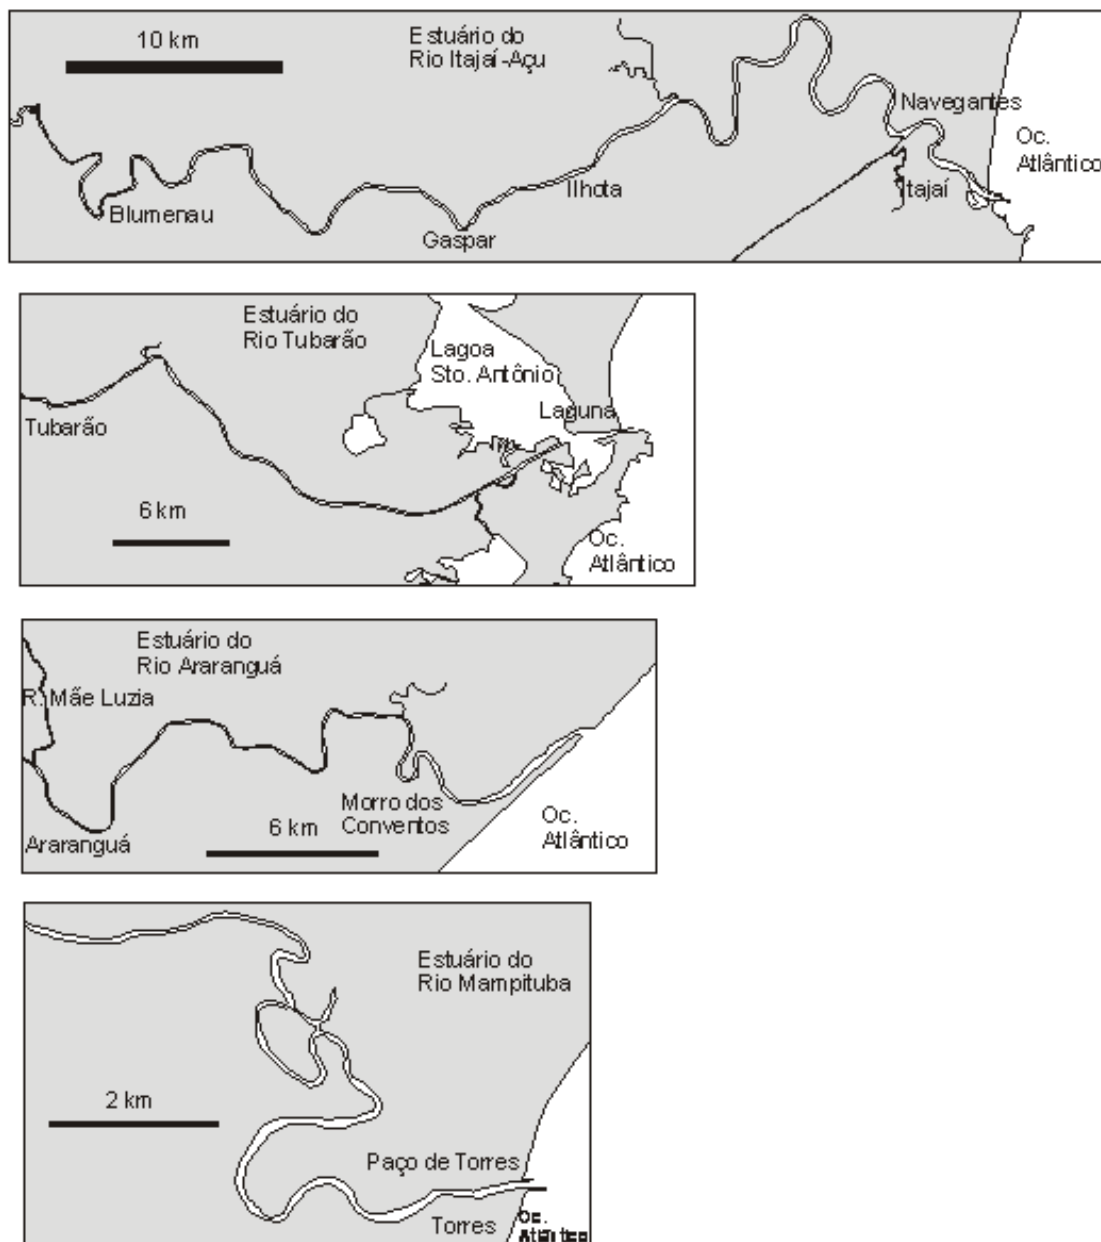 10 km
Estuário do
Rio Itajaí-Açu
Navegantes
Oc.
Atlântico
Ilhota
Itajaí
Blumenau
Gaspar
Estuário do
Rio Tubarão
Lagoa
Sto. Antônio
Laguna
Tubarão
6 km
Oc.
Atlântico
Estuário do
Rio Araranguá
R. Mãe Luzia
Morro dos
Conventos
6 km
Oc.
Atlântico
Araranguá
Estuário do
Rio Mampituba
2 km
Paço de Torres
Torres
Oc.
Atlântico